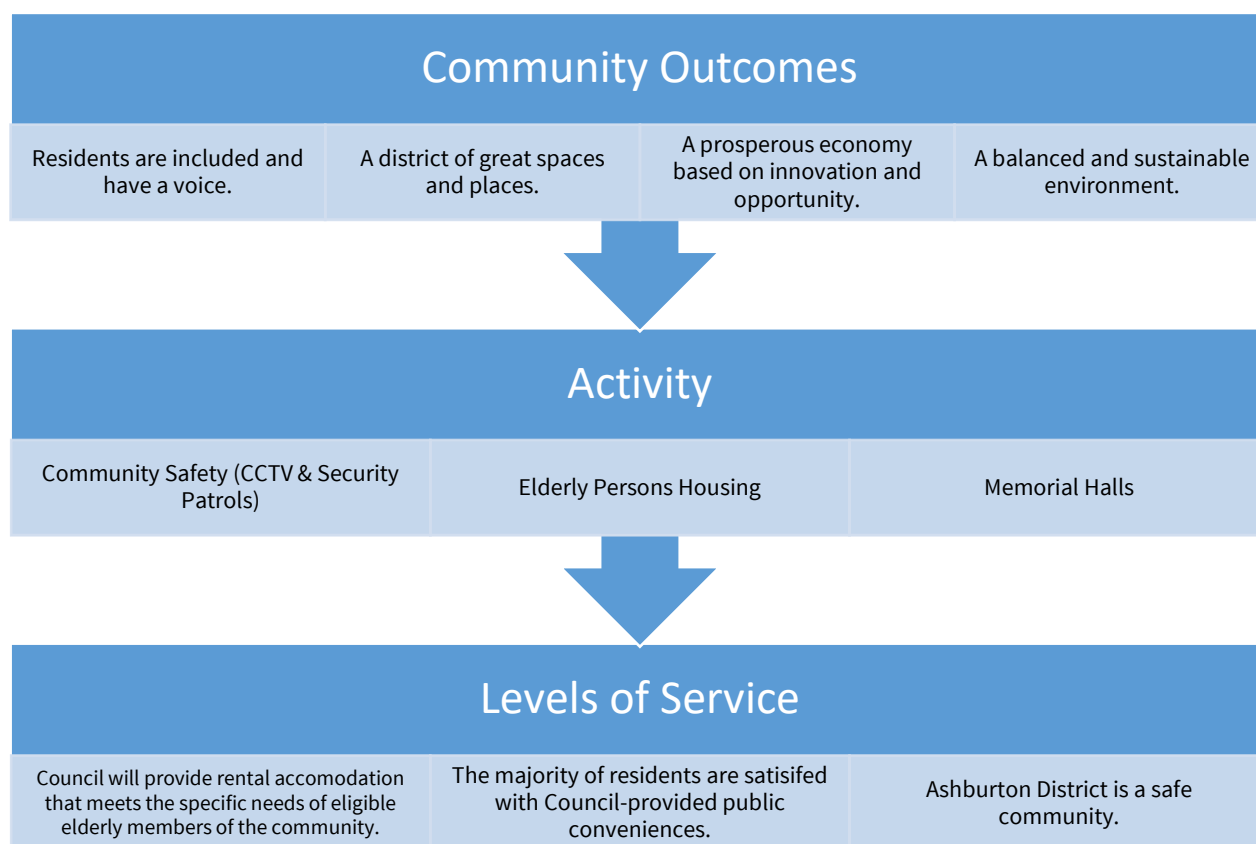 Community Outcomes
Residents are included and
have a voice.
A district of great spaces
and places.
A prosperous economy
based on innovation and
opportunity.
A balanced and sustainable
environment.
Activity
Community Safety (CCTV & Security
Patrols)
Elderly Persons Housing
Memorial Halls
Levels of Service
Council will provide rental accomodation
that meets the specific needs of eligible
elderly members of the community.
The majority of residents are satisifed
with Council-provided public
conveniences.
Ashburton District is a safe
community.